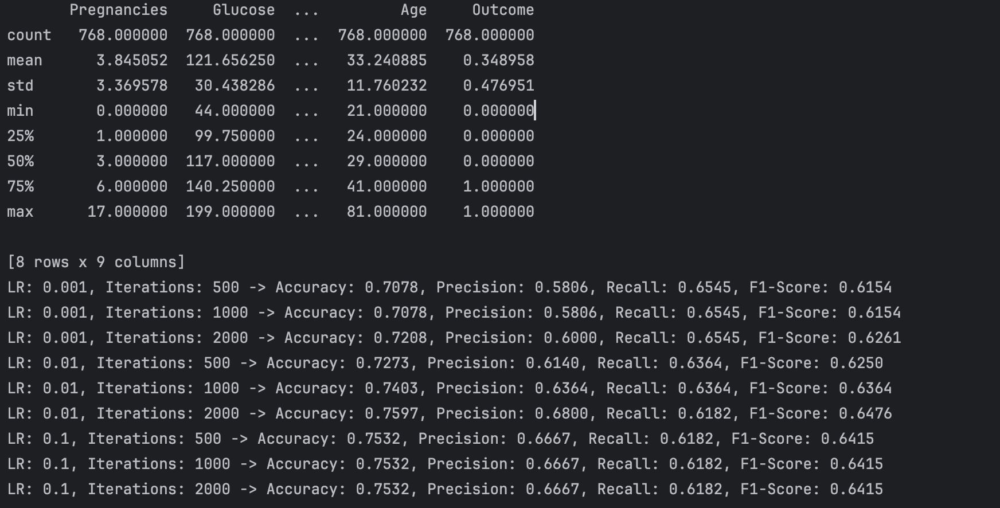 Pregnancies     Glucose  ...         Age     Outcome
count   768.000000  768.000000  ...  768.000000  768.000000
mean      3.845052  121.656250  ...   33.240885    0.348958
std       3.369578   30.438286  ...   11.760232    0.476951
min       0.000000   44.000000  ...   21.000000    0.000000
25%       1.000000   99.750000  ...   24.000000    0.000000
50%       3.000000  117.000000  ...   29.000000    0.000000
75%       6.000000  140.250000  ...   41.000000    1.000000
max      17.000000  199.000000  ...   81.000000    1.000000
[8 rows x 9 columns]
LR: 0.001, Iterations: 500 -> Accuracy: 0.7078, Precision: 0.5806, Recall: 0.6545, F1-Score: 0.6154
LR: 0.001, Iterations: 1000 -> Accuracy: 0.7078, Precision: 0.5806, Recall: 0.6545, F1-Score: 0.6154
LR: 0.001, Iterations: 2000 -> Accuracy: 0.7208, Precision: 0.6000, Recall: 0.6545, F1-Score: 0.6261
LR: 0.01, Iterations: 500 -> Accuracy: 0.7273, Precision: 0.6140, Recall: 0.6364, F1-Score: 0.6250
LR: 0.01, Iterations: 1000 -> Accuracy: 0.7403, Precision: 0.6364, Recall: 0.6364, F1-Score: 0.6364
LR: 0.01, Iterations: 2000 -> Accuracy: 0.7597, Precision: 0.6800, Recall: 0.6182, F1-Score: 0.6476
LR: 0.1, Iterations: 500 -> Accuracy: 0.7532, Precision: 0.6667, Recall: 0.6182, F1-Score: 0.6415
LR: 0.1, Iterations: 1000 -> Accuracy: 0.7532, Precision: 0.6667, Recall: 0.6182, F1-Score: 0.6415
LR: 0.1, Iterations: 2000 -> Accuracy: 0.7532, Precision: 0.6667, Recall: 0.6182, F1-Score: 0.6415